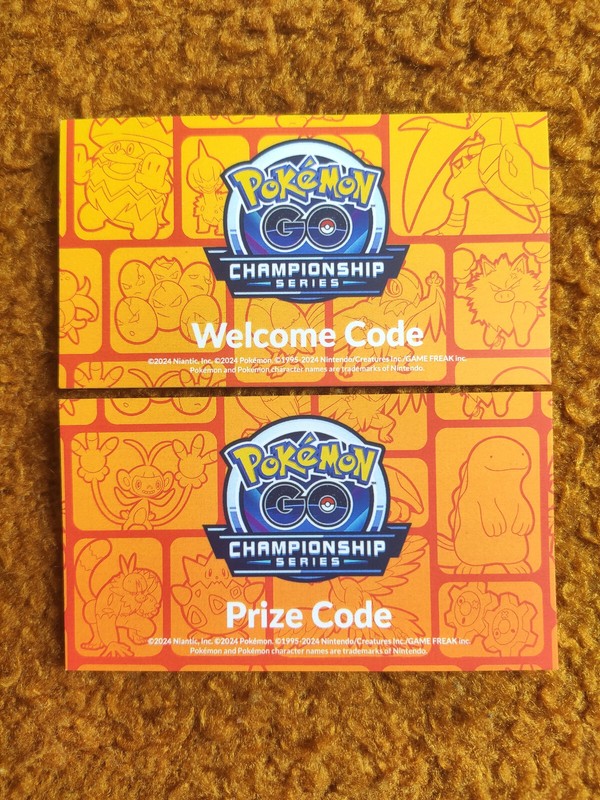 POKéMON
GO
CHAMPIONSHIP
SERIES
Welcome Code
©2024 Niantic, Inc. ©2024 Pokémon. ©1995-2024 Nintendo/Creatures Inc./GAME FREAK inc.
Pokémon and Pokémon character names are trademarks of Nintendo.
POKéMON
GO
CHAMPIONSHIP
SERIES
Prize Code
©2024 Niantic, Inc. ©2024 Pokémon. ©1995-2024 Nintendo/Creatures Inc./GAME FREAK inc.
Pokémon and Pokémon character names are trademarks of Nintendo.